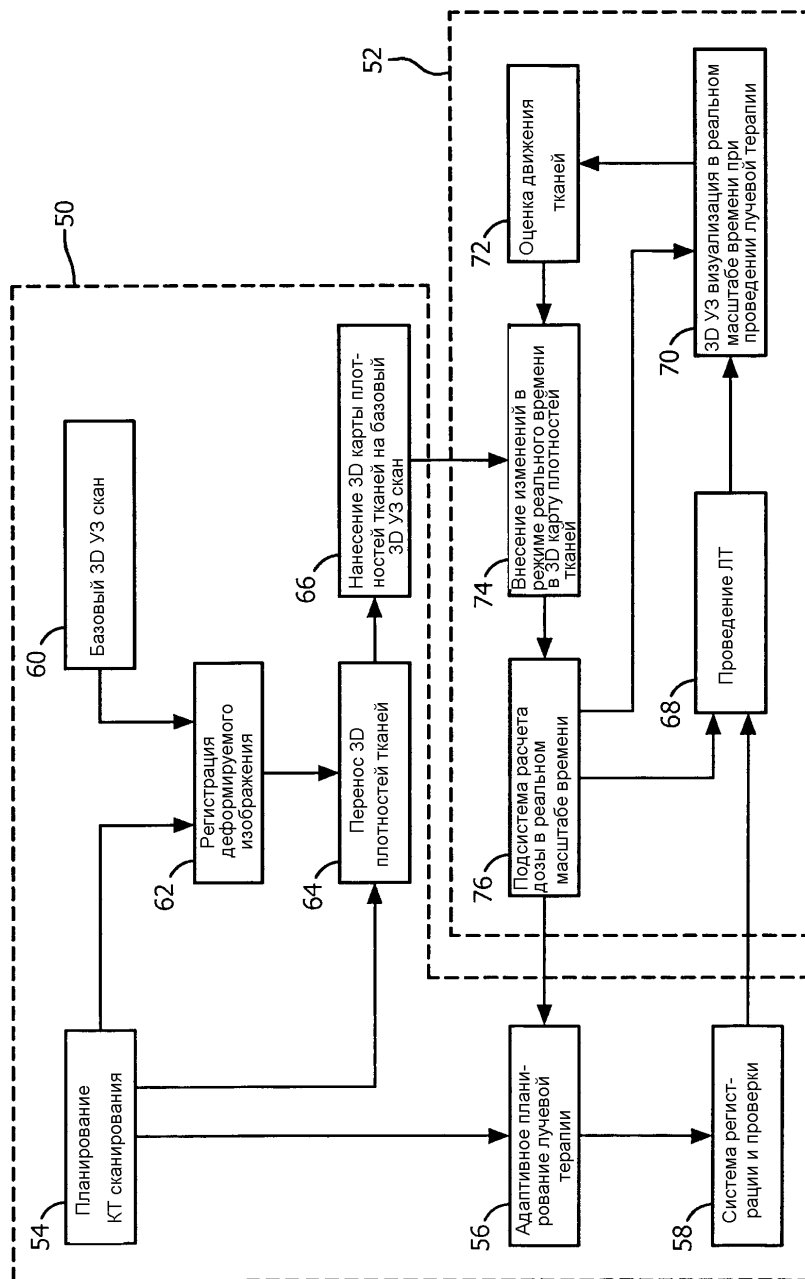 50
54
Планирование
КТ сканирования
60
Базовый 3D УЗ скан
62
Регистрация
деформируемого
изображения
64
Перенос 3D
плотностей тканей
66
Нанесение 3D карты плот-
ностей тканей на базовый
3D УЗ скан
52
56
Адаптивное плани-
рование лучевой
терапии
76
Подсистема расчета
дозы в реальном
масштабе времени
74
Внесение изменений в
режиме реального времени
в 3D карту плотностей
тканей
72
Оценка движения
тканей
58
Система регист-
рации и проверки
68
Проведение ЛТ
70
3D УЗ визуализация в реальном
масштабе времени при
проведении лучевой терапии